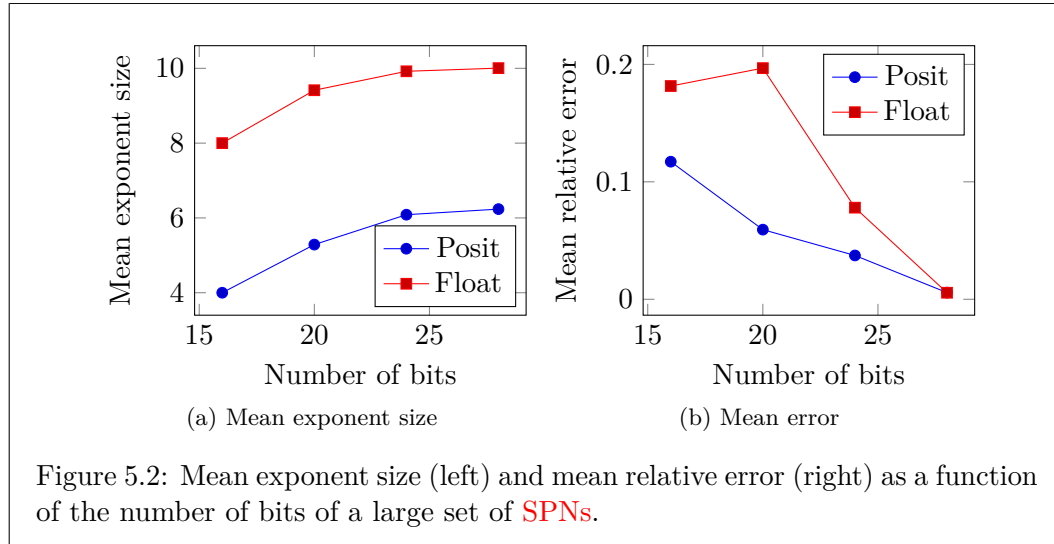 Mean exponent size
10
8
6
4
15
20
25
Number of bits
Posit
Float
(a) Mean exponent size
Mean relative error
0.2
0.1
0
15
20
25
Number of bits
Posit
Float
(b) Mean error
Figure 5.2: Mean exponent size (left) and mean relative error (right) as a function
of the number of bits of a large set of SPNs.